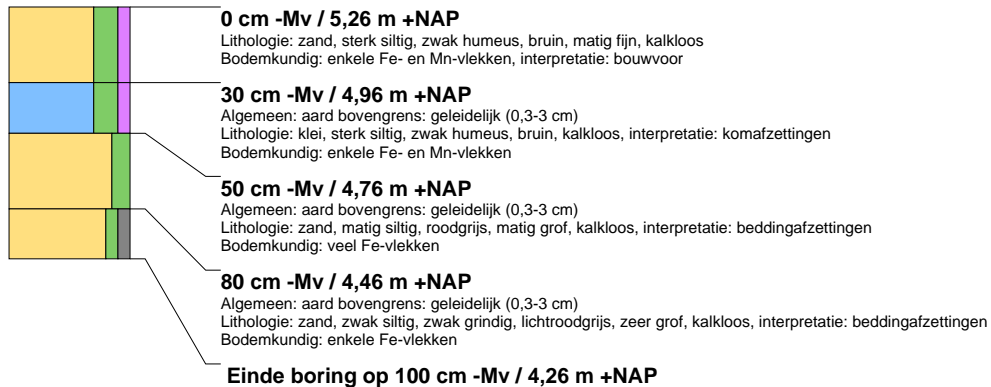 0 cm -Mv / 5,26 m +NAP
Lithologie: zand, sterk siltig, zwak humeus, bruin, matig fijn, kalkloos
Bodemkundig: enkele Fe- en Mn-vlekken, interpretatie: bouwvoor
30 cm -Mv / 4,96 m +NAP
Algemeen: aard bovengrens: geleidelijk (0,3-3 cm)
Lithologie: klei, sterk siltig, zwak humeus, bruin, kalkloos, interpretatie: komafzettingen
Bodemkundig: enkele Fe- en Mn-vlekken
50 cm -Mv / 4,76 m +NAP
Algemeen: aard bovengrens: geleidelijk (0,3-3 cm)
Lithologie: zand, matig siltig, roodgrijs, matig grof, kalkloos, interpretatie: beddingafzettingen
Bodemkundig: veel Fe-vlekken
80 cm -Mv / 4,46 m +NAP
Algemeen: aard bovengrens: geleidelijk (0,3-3 cm)
Lithologie: zand, zwak siltig, zwak grindig, lichtroodgrijs, zeer grof, kalkloos, interpretatie: beddingafzettingen
Bodemkundig: enkele Fe-vlekken
Einde boring op 100 cm -Mv / 4,26 m +NAP